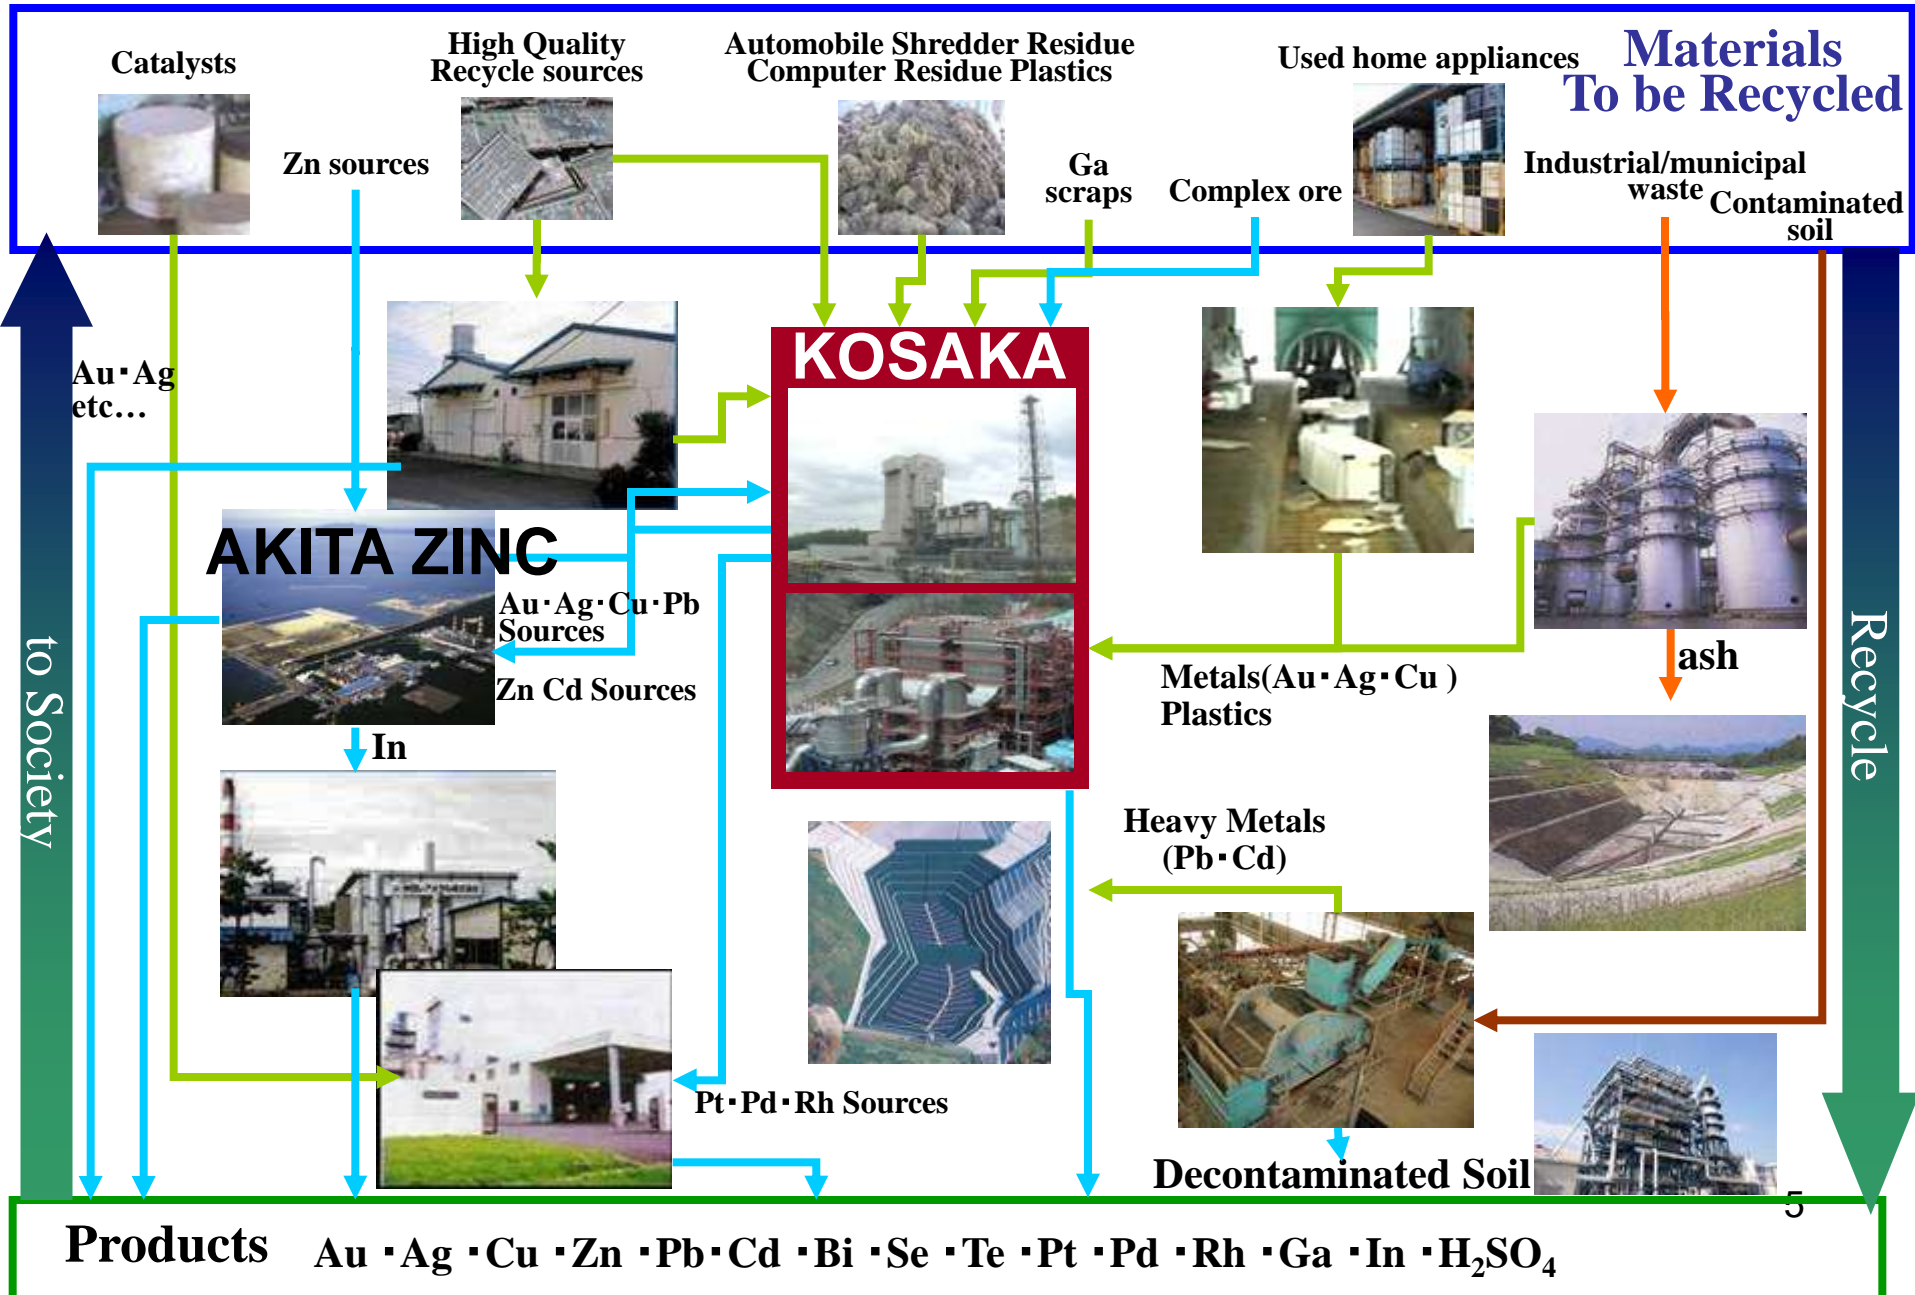 Materials
To be Recycled
Catalysts
High Quality
Recycle sources
Automobile Shredder Residue
Computer Residue Plastics
Used home appliances
Zn sources
Ga
scraps
Complex ore
Industrial/municipal
waste
Contaminated
soil
Au・Ag
etc…
KOSAKA
AKITA ZINC
Au・Ag・Cu・Pb
Sources
Zn Cd Sources
In
ash
Metals(Au・Ag・Cu )
Plastics
to Society
Recycle
Heavy Metals
(Pb・Cd)
Pt・Pd・Rh Sources
Decontaminated Soil
5
Products
Au ・Ag ・Cu ・Zn ・Pb・Cd ・Bi ・Se ・Te ・Pt ・Pd ・Rh ・Ga ・In ・H₂SO₄